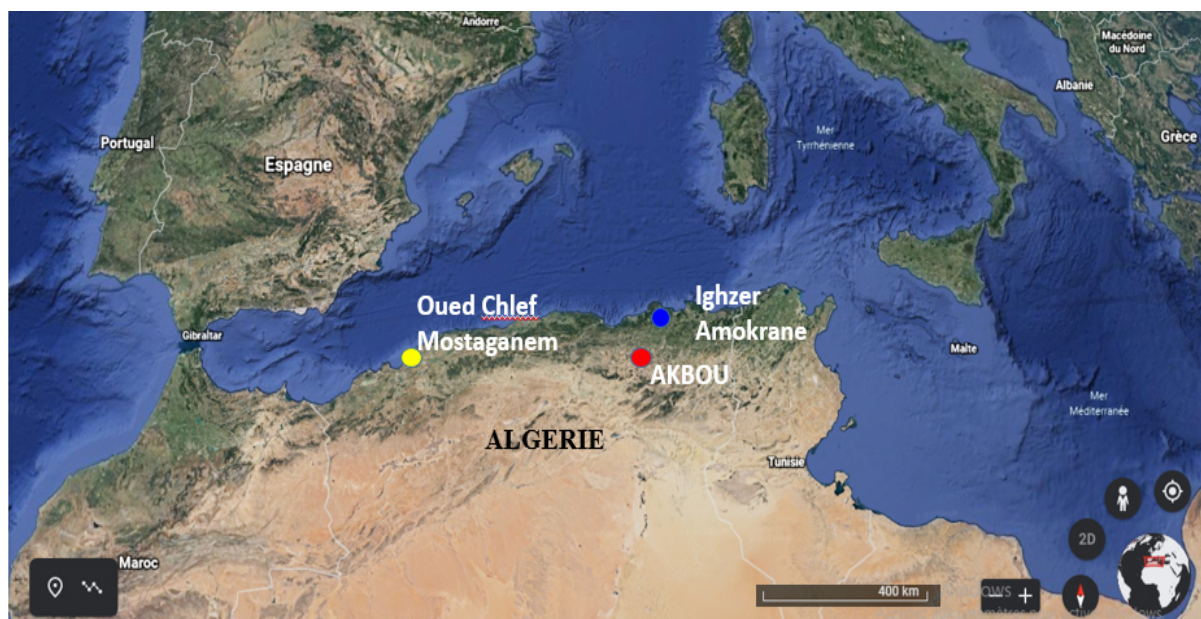 Andorre
Macédoine
du Nord
Albanie
Portugal
Espagne
Mer
Tyrrhénienne
Grèce
Oued Chlef
Mostaganem
Ighzer
Amokrane
Gibraltar
Malte
AKBOU
Mer
Méditerranée
ALGERIE
Tunisie
2D
Maroc
400 km